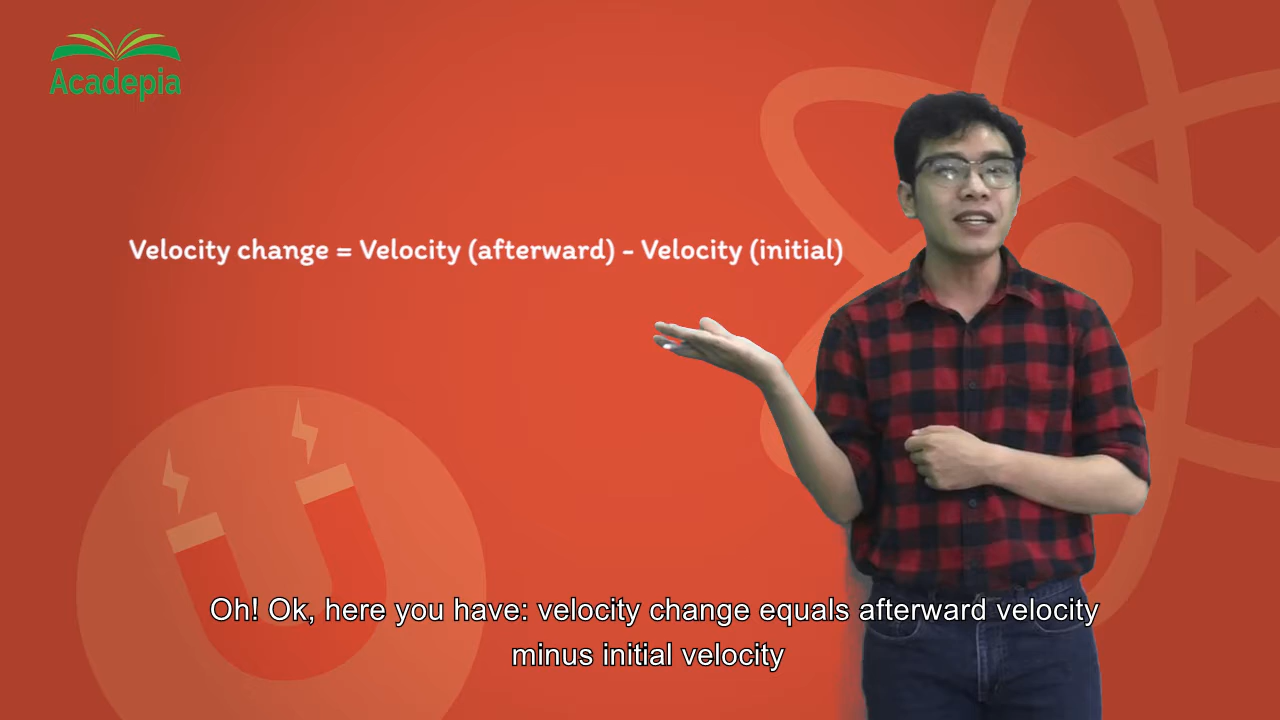 Acadepia
Velocity change = Velocity (afterward) - Velocity (initial)
Oh! Ok, here you have: velocity change equals afterward velocity
minus initial velocity